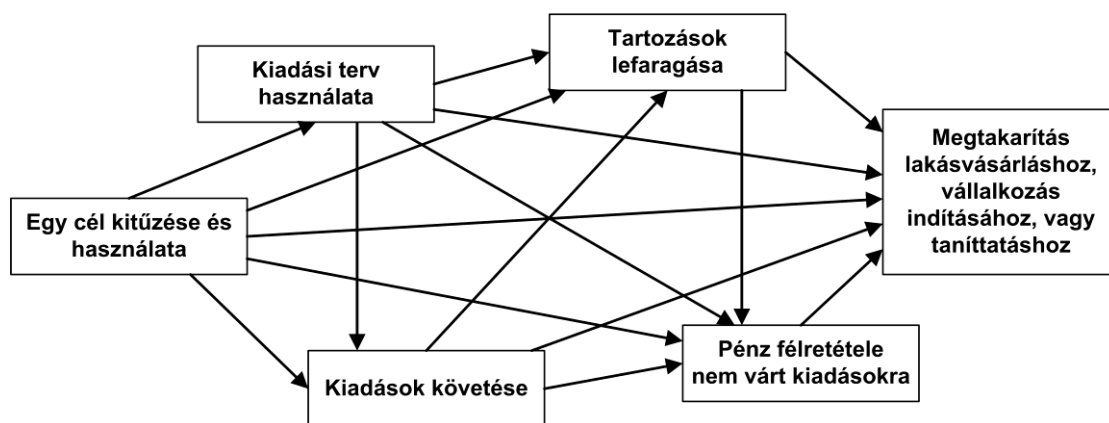 Tartozások
lefaragása
Kiadási terv
használata
Megtakarítás
lakásvásárláshoz,
vállalkozás
indításához, vagy
taníttatáshoz
Egy cél kitűzése és
használata
Pénz félretétele
nem várt kiadásokra
Kiadások követése